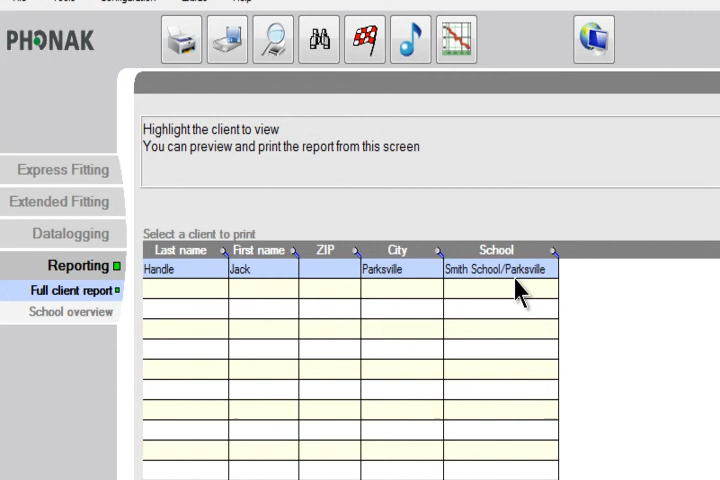 PHONAK
Highlight the client to view
You can preview and print the report from this screen
Express Fitting
Extended Fitting
Datalogging
Reporting
Full client report
School overview
Select a client to print
Last name First name ZIP City School
Handle Jack Parksville Smith School/Parksville